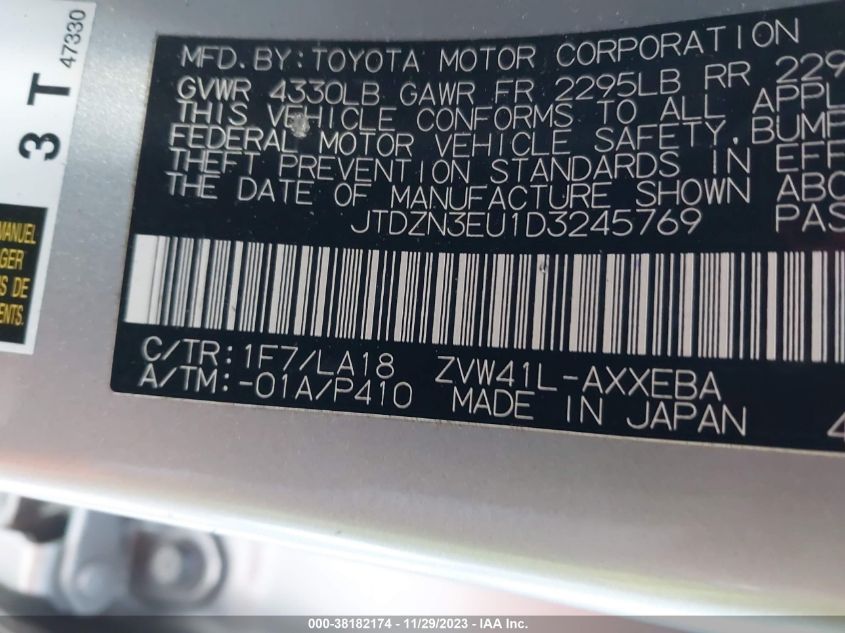 3 T
47330
MANUEL
GER
S DE
ENTS.
MFD. BY: TOYOTA MOTOR CORPORATION
GVWR 4330LB GAWR FR 2295LB RR 229
THIS VEHICLE CONFORMS TO ALL APPL
FEDERAL MOTOR VEHICLE SAFETY, BUMP
THEFT PREVENTION STANDARDS IN EFF
THE DATE OF MANUFACTURE SHOWN ABO
JTDZN3EU1D3245769 PAS
C/TR: 1F7/LA18 ZVW41L-AXXEBA
A/TM: -01A/P410 MADE IN JAPAN 4
000-38182174 - 11/29/2023 - IAA Inc.